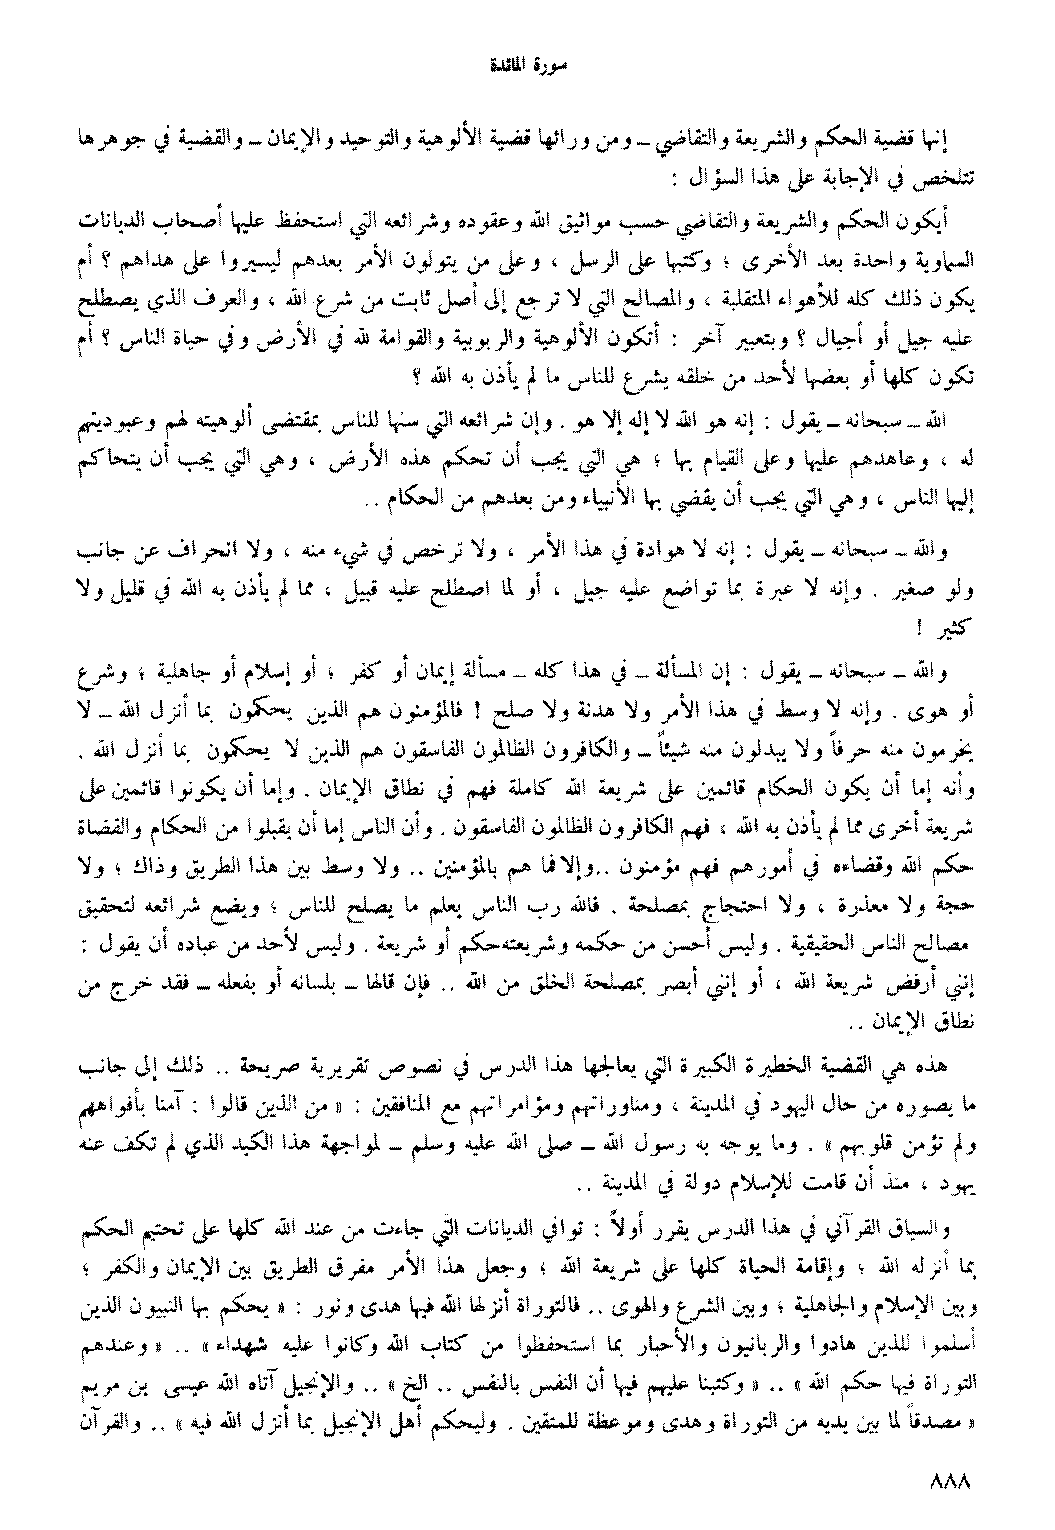 سورة المائدة
إنها قضية الحكم والشريعة والتقاضي ــ ومن ورائها قضية الألوهية والتوحيد والإيمان ــ والقضية في جوهرها
تتلخص في الإجابة على هذا السؤال :
أيكون الحكم والشريعة والتقاضي حسب مواثيق الله وعقوده وشرائعه التي استحفظ عليها أصحاب الديانات
السماوية واحدة بعد الأخرى ؛ وكتبها على الرسل ، وعلى من يتولون الأمر بعدهم ليسيروا على هداهم ؟ أم
يكون ذلك كله للأهواء المتقلبة ، والمصالح التي لا ترجع إلى أصل ثابت من شرع الله ، والعرف الذي يصطلح
عليه جيل أو أجيال ؟ وبتعبير آخر : أتكون الألوهية والربوبية والقوامة لله في الأرض وفي حياة الناس ؟ أم
تكون كلها أو بعضها لأحد من خلقه يشرع للناس ما لم يأذن به الله ؟
الله ــ سبحانه ــ يقول : إنه هو الله لا إله إلا هو . وإن شرائعه التي سنها للناس بمقتضى ألوهيته لهم وعبوديتهم
له ، وعاهدهم عليها وعلى القيام بها ؛ هي التي يجب أن تحكم هذه الأرض ، وهي التي يجب أن يتحاكم
إليها الناس ، وهي التي يجب أن يقضي بها الأنبياء ومن بعدهم من الحكام ..
والله ــ سبحانه ــ يقول : إنه لا هوادة في هذا الأمر ، ولا ترخص في شيء منه ، ولا انحراف عن جانب
ولو صغير . وإنه لا عبرة بما تواضع عليه جيل ، أو لما اصطلح عليه قبيل ، مما لم يأذن به الله في قليل ولا
كثير !
والله ــ سبحانه ــ يقول : إن المسألة ــ في هذا كله ــ مسألة إيمان أو كفر ؛ أو إسلام أو جاهلية ؛ وشرع
أو هوى . وإنه لا وسط في هذا الأمر ولا هدنة ولا صلح ! فالمؤمنون هم الذين يحكمون بما أنزل الله ــ لا
يخرمون منه حرفاً ولا يبدلون منه شيئاً ــ والكافرون الظالمون الفاسقون هم الذين لا يحكمون بما أنزل الله .
وأنه إما أن يكون الحكام قائمين على شريعة الله كاملة فهم في نطاق الإيمان . وإما أن يكونوا قائمين على
شريعة أخرى مما لم يأذن به الله ، فهم الكافرون الظالمون الفاسقون . وأن الناس إما أن يقبلوا من الحكام والقضاة
حكم الله وقضاءه في أمورهم فهم مؤمنون ..وإلا فما هم بالمؤمنين .. ولا وسط بين هذا الطريق وذاك ؛ ولا
حجة ولا معذرة ، ولا احتجاج بمصلحة . فالله رب الناس يعلم ما يصلح للناس ؛ ويضع شرائعه لتحقيق
مصالح الناس الحقيقية . وليس أحسن من حكمه وشريعته حكم أو شريعة . وليس لأحد من عباده أن يقول :
إنني أرفض شريعة الله ، أو إنني أبصر بمصلحة الخلق من الله .. فإن قالها ــ بلسانه أو بفعله ــ فقد خرج من
نطاق الإيمان ..
هذه هي القضية الخطيرة الكبيرة التي يعالجها هذا الدرس في نصوص تقريرية صريحة .. ذلك إلى جانب
ما يصوره من حال اليهود في المدينة ، ومناوراتهم ومؤامراتهم مع المنافقين : « من الذين قالوا : آمنا بأفواههم
ولم تؤمن قلوبهم » . وما يوجه به رسول الله ــ صلى الله عليه وسلم ــ لمواجهة هذا الكيد الذي لم تكف عنه
يهود ، منذ أن قامت للإسلام دولة في المدينة ..
والسياق القرآني في هذا الدرس يقرر أولاً : توافي الديانات التي جاءت من عند الله كلها على تحتيم الحكم
بما أنزله الله ؛ وإقامة الحياة كلها على شريعة الله ؛ وجعل هذا الأمر مفرق الطريق بين الإيمان والكفر ؛
وبين الإسلام والجاهلية ؛ وبين الشرع والهوى .. فالتوراة أنزلها الله فيها هدى ونور : « يحكم بها النبيون الذين
أسلموا للذين هادوا والربانيون والأحبار بما استحفظوا من كتاب الله وكانوا عليه شهداء » .. « وعندهم
التوراة فيها حكم الله » .. « وكتبنا عليهم فيها أن النفس بالنفس .. الخ » .. والإنجيل آتاه الله عيسى بن مريم
« مصدقاً لما بين يديه من التوراة وهدى وموعظة للمتقين . وليحكم أهل الإنجيل بما أنزل الله فيه » .. والقرآن
٨٨٨